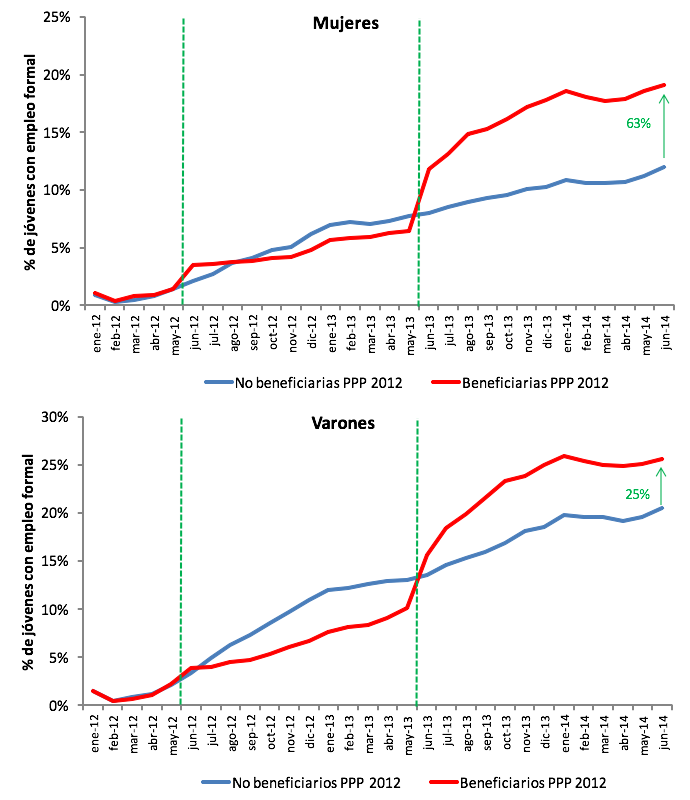 Mujeres
% de jóvenes con empleo formal
25%
20%
15%
10%
5%
0%
63%
ene-12
feb-12
mar-12
abr-12
may-12
jun-12
jul-12
ago-12
sep-12
oct-12
nov-12
dic-12
ene-13
feb-13
mar-13
abr-13
may-13
jun-13
jul-13
ago-13
sep-13
oct-13
nov-13
dic-13
ene-14
feb-14
mar-14
abr-14
may-14
jun-14
No beneficiarias PPP 2012
Beneficiarias PPP 2012
Varones
% de jóvenes con empleo formal
30%
25%
20%
15%
10%
5%
0%
25%
ene-12
feb-12
mar-12
abr-12
may-12
jun-12
jul-12
ago-12
sep-12
oct-12
nov-12
dic-12
ene-13
feb-13
mar-13
abr-13
may-13
jun-13
jul-13
ago-13
sep-13
oct-13
nov-13
dic-13
ene-14
feb-14
mar-14
abr-14
may-14
jun-14
No beneficiarios PPP 2012
Beneficiarios PPP 2012